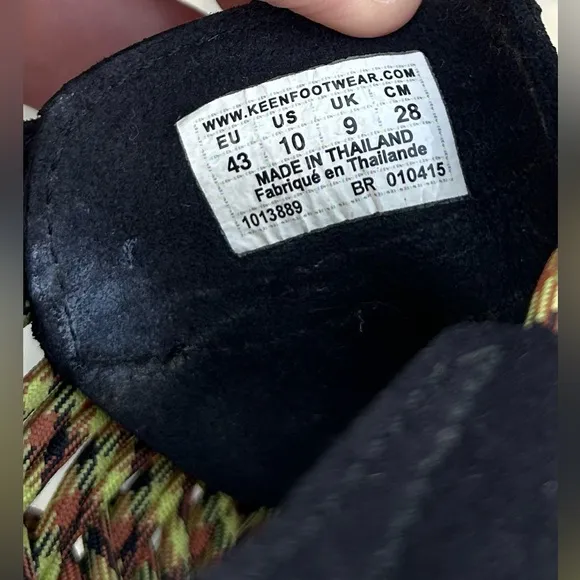 WWW.KEENFOOTWEAR.COM
EU US UK CM
43 10 9 28
MADE IN THAILAND
Fabriqué en Thaïlande
1013889 BR 010415